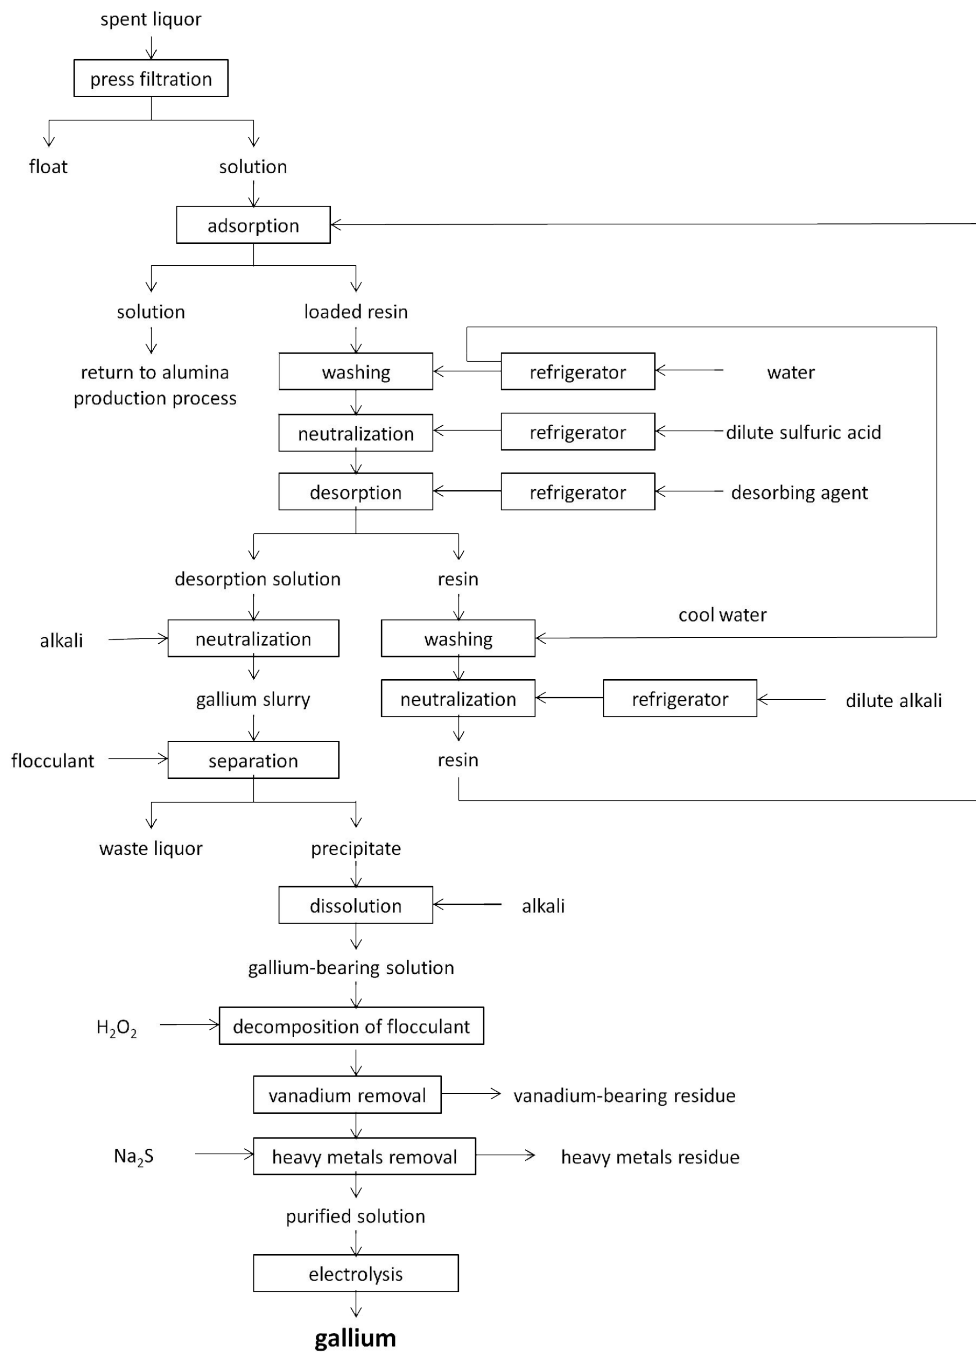 spent liquor
press filtration
float
solution
adsorption
solution
loaded resin
return to alumina
production process
washing
refrigerator
water
neutralization
refrigerator
dilute sulfuric acid
desorption
refrigerator
desorbing agent
desorption solution
resin
cool water
alkali
neutralization
washing
gallium slurry
neutralization
refrigerator
dilute alkali
flocculant
separation
resin
waste liquor
precipitate
dissolution
alkali
gallium-bearing solution
H₂O₂
decomposition of flocculant
vanadium removal
vanadium-bearing residue
Na₂S
heavy metals removal
heavy metals residue
purified solution
electrolysis
gallium